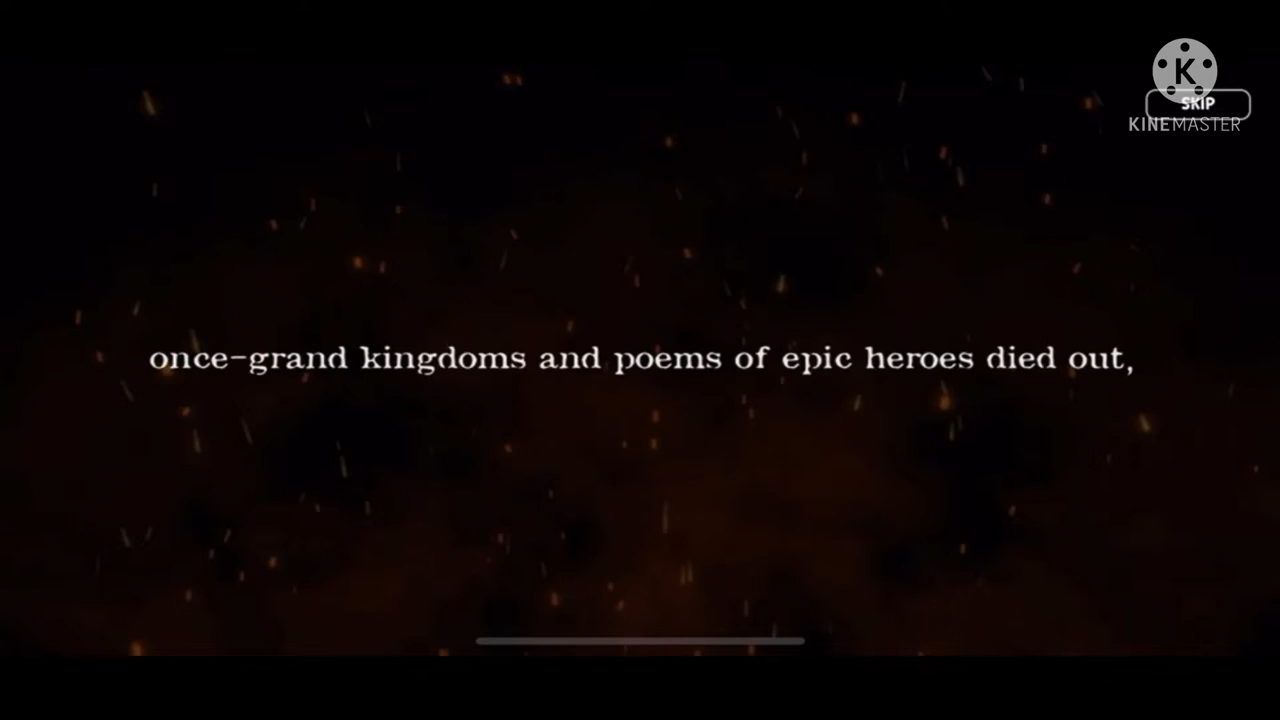 K
SKIP
KINEMASTER
once-grand kingdoms and poems of epic heroes died out,